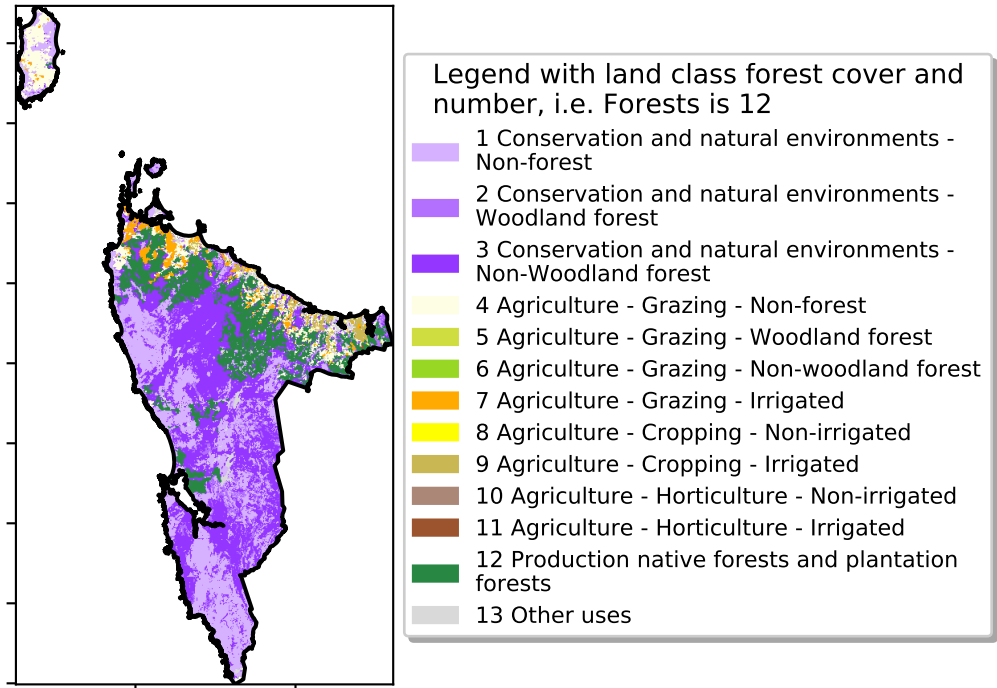 Legend with land class forest cover and
number, i.e. Forests is 12
1 Conservation and natural environments -
Non-forest
2 Conservation and natural environments -
Woodland forest
3 Conservation and natural environments -
Non-Woodland forest
4 Agriculture - Grazing - Non-forest
5 Agriculture - Grazing - Woodland forest
6 Agriculture - Grazing - Non-woodland forest
7 Agriculture - Grazing - Irrigated
8 Agriculture - Cropping - Non-irrigated
9 Agriculture - Cropping - Irrigated
10 Agriculture - Horticulture - Non-irrigated
11 Agriculture - Horticulture - Irrigated
12 Production native forests and plantation
forests
13 Other uses